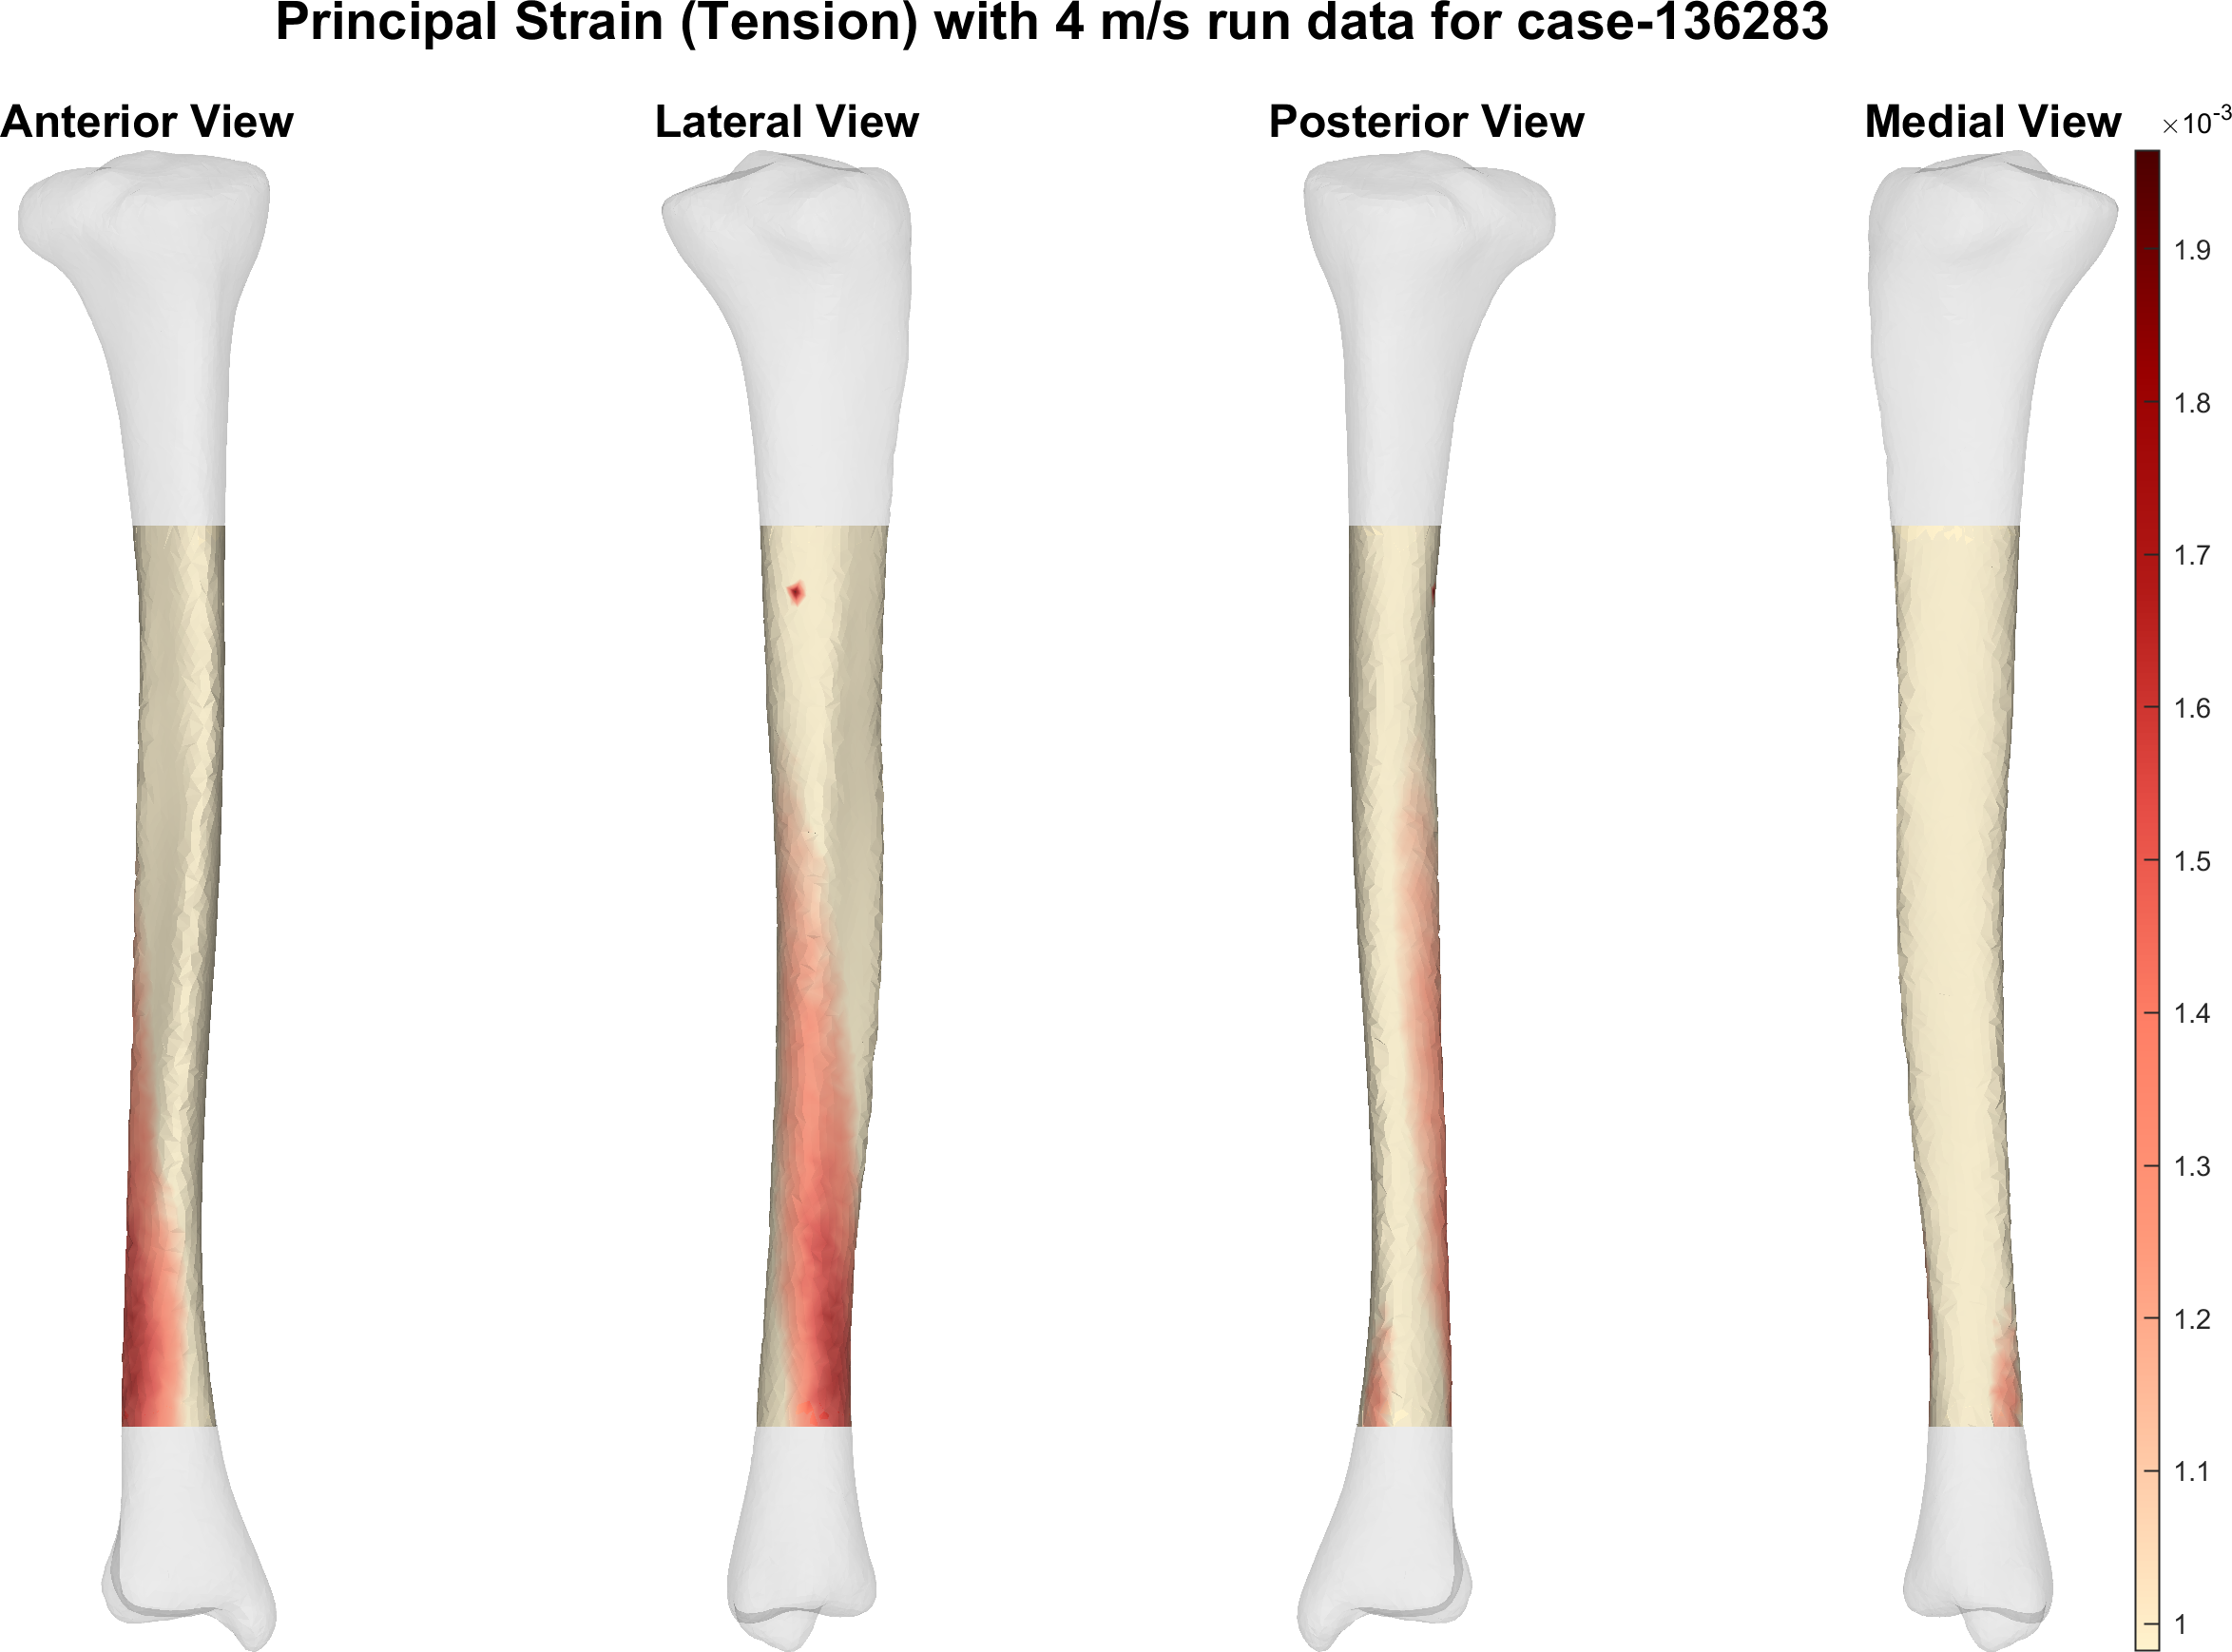 Principal Strain (Tension) with 4 m/s run data for case-136283
Anterior View
Lateral View
Posterior View
Medial View
×10⁻³
1.9
1.8
1.7
1.6
1.5
1.4
1.3
1.2
1.1
1